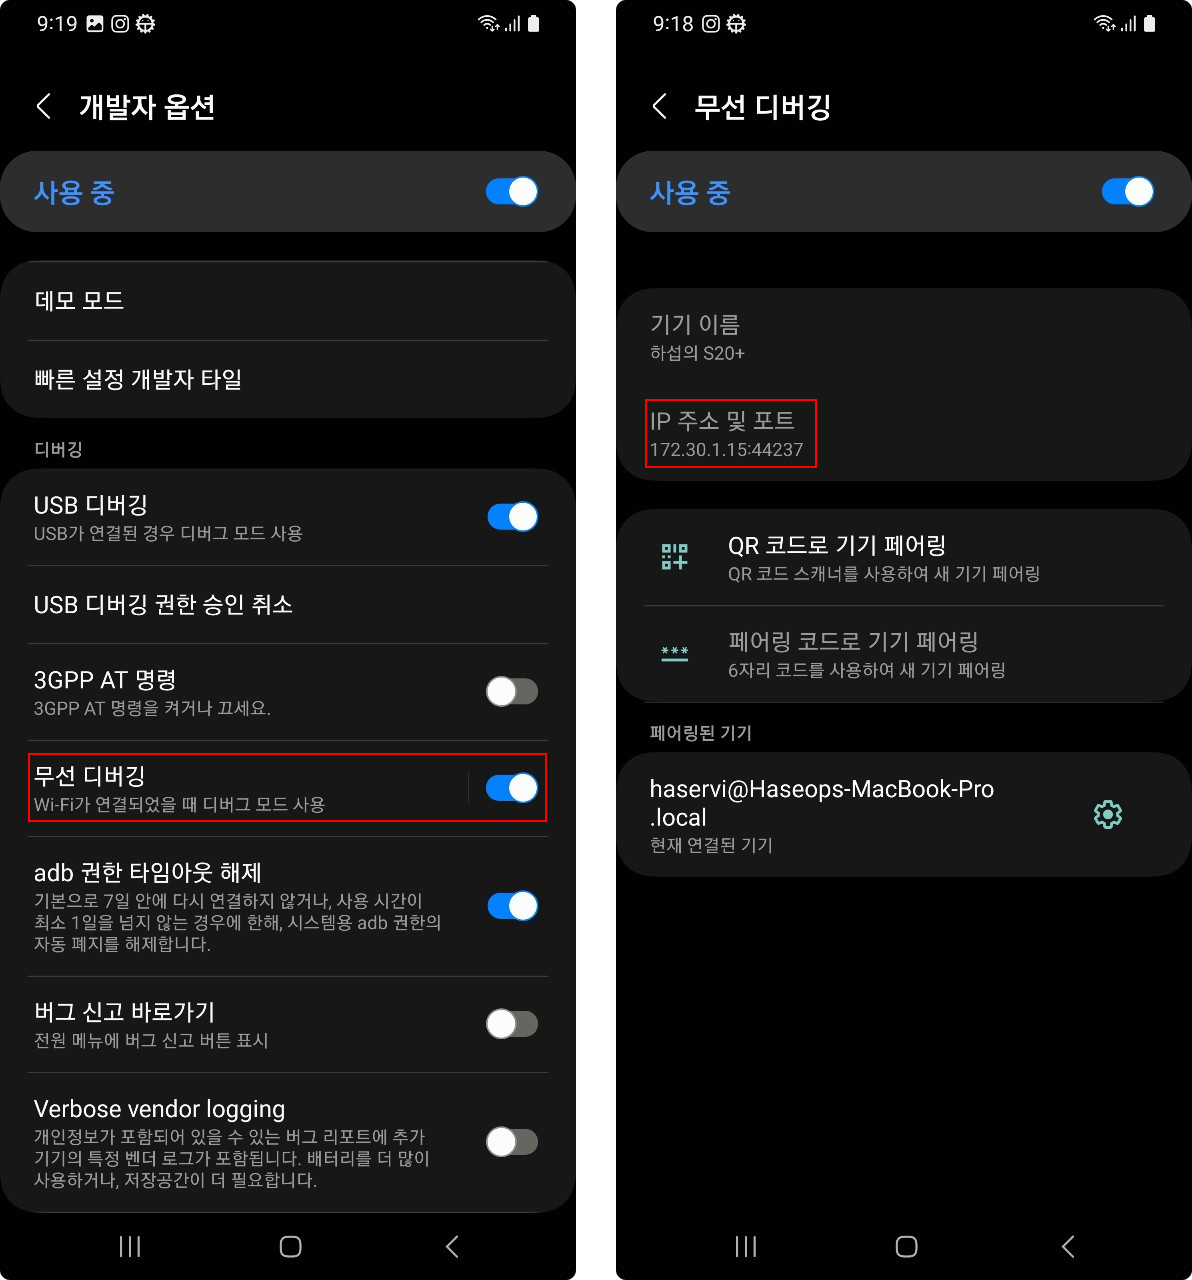 9:19
개발자 옵션
사용 중
데모 모드
빠른 설정 개발자 타일
디버깅
USB 디버깅
USB가 연결된 경우 디버그 모드 사용
USB 디버깅 권한 승인 취소
3GPP AT 명령
3GPP AT 명령을 켜거나 끄세요.
무선 디버깅
Wi-Fi가 연결되었을 때 디버그 모드 사용
adb 권한 타임아웃 해제
기본으로 7일 안에 다시 연결하지 않거나, 사용 시간이
최소 1일을 넘지 않는 경우에 한해, 시스템용 adb 권한의
자동 폐지를 해제합니다.
버그 신고 바로가기
전원 메뉴에 버그 신고 버튼 표시
Verbose vendor logging
개인정보가 포함되어 있을 수 있는 버그 리포트에 추가
기기의 특정 벤더 로그가 포함됩니다. 배터리를 더 많이
사용하거나, 저장공간이 더 필요합니다.
9:18
무선 디버깅
사용 중
기기 이름
하섭의 S20+
IP 주소 및 포트
172.30.1.15:44237
QR 코드로 기기 페어링
QR 코드 스캐너를 사용하여 새 기기 페어링
***
페어링 코드로 기기 페어링
6자리 코드를 사용하여 새 기기 페어링
페어링된 기기
haservi@Haseops-MacBook-Pro
.local
현재 연결된 기기